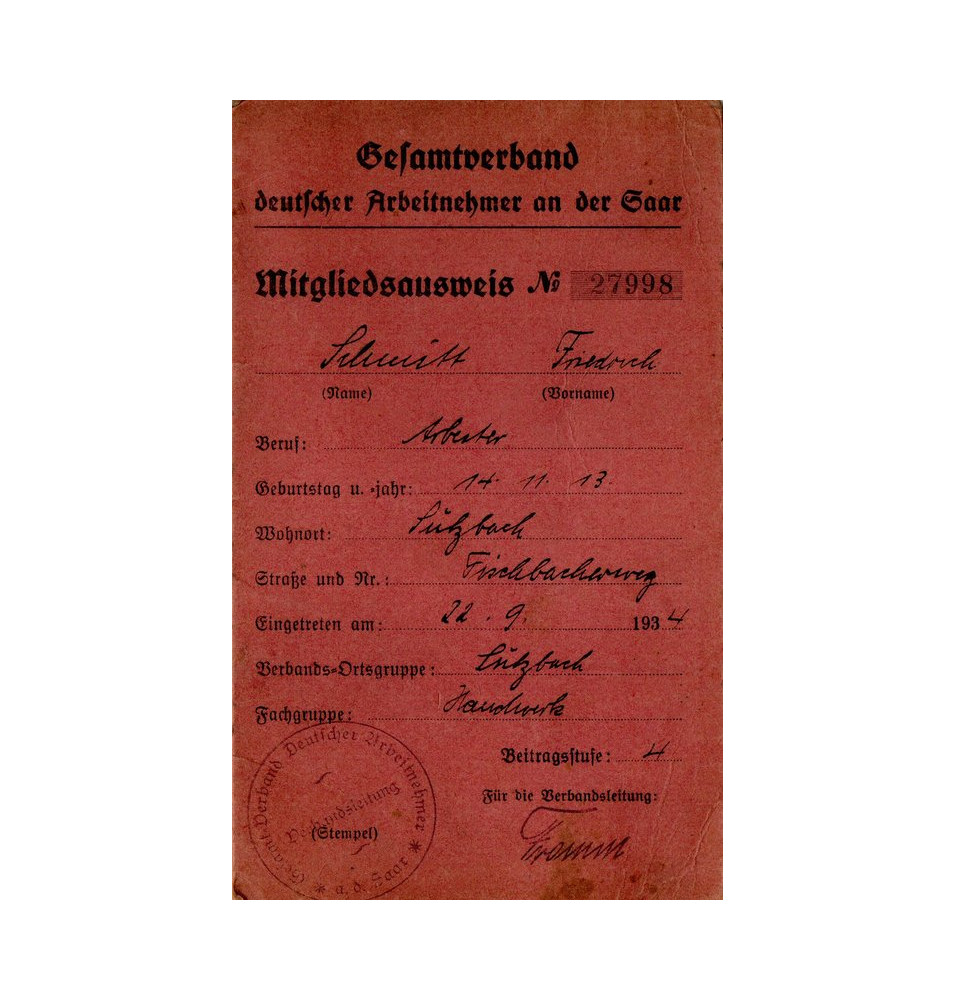 Gesamtverband
deutscher Arbeitnehmer an der Saar
Mitgliedsausweis № 27998
Schmitt Friedrich
(Name) (Vorname)
Beruf: Arbeiter
Geburtstag u. -jahr: 14. 11. 13.
Wohnort: Sulzbach
Straße und Nr.: Fischbacherweg
Eingetreten am: 22. 9. 1934
Verbands-Ortsgruppe: Sulzbach
Fachgruppe: Handwerk
Beitragsstufe: 4
Für die Verbandsleitung:
Gesamt-Verband Deutscher Arbeitnehmer * a. d. Saar *
Verbandsleitung
(Stempel)